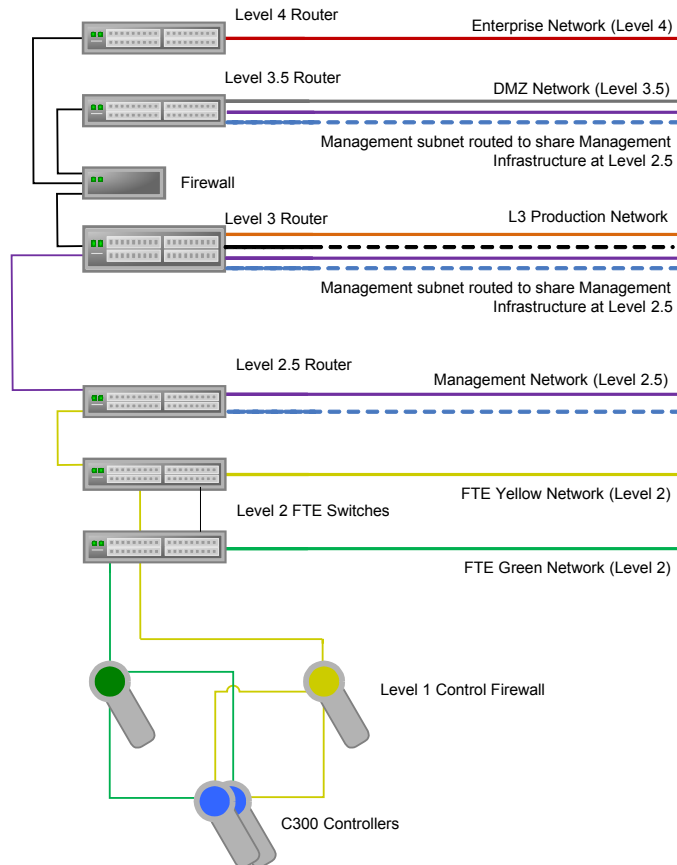 Level 4 Router
Enterprise Network (Level 4)
Level 3.5 Router
DMZ Network (Level 3.5)
Management subnet routed to share Management
Infrastructure at Level 2.5
Firewall
Level 3 Router
L3 Production Network
Management subnet routed to share Management
Infrastructure at Level 2.5
Level 2.5 Router
Management Network (Level 2.5)
FTE Yellow Network (Level 2)
Level 2 FTE Switches
FTE Green Network (Level 2)
Level 1 Control Firewall
C300 Controllers